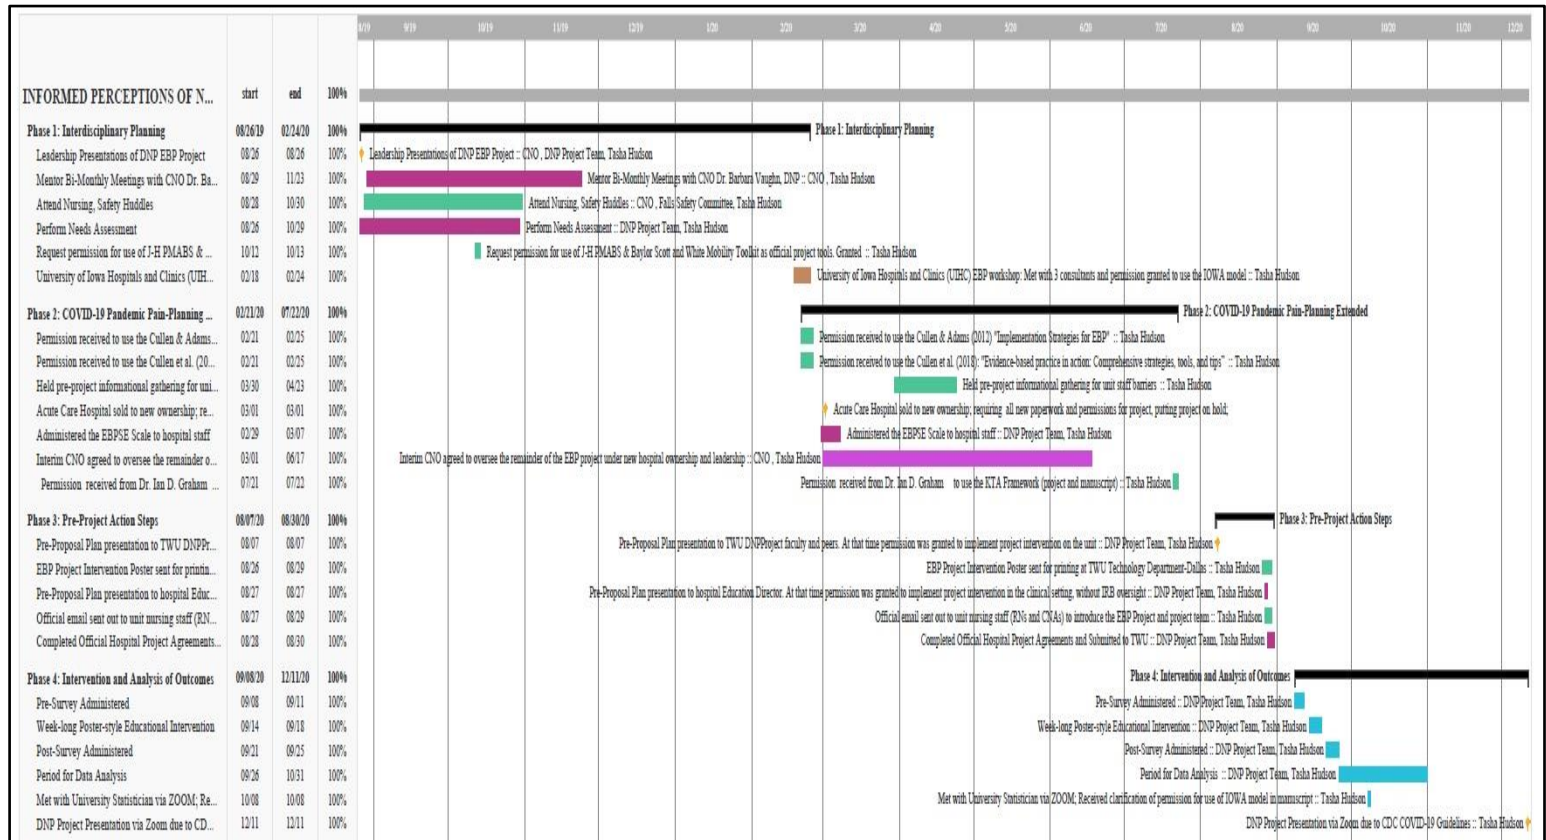 8/19 9/19 10/19 11/19 12/19 1/20 2/20 3/20 4/20 5/20 6/20 7/20 8/20 9/20 10/20 11/20 12/20
INFORMED PERCEPTIONS OF N... start end 100%
Phase 1: Interdisciplinary Planning 08/26/19 02/24/20 100% Phase 1: Interdisciplinary Planning
Leadership Presentations of DNP EBP Project 08/26 08/26 100% Leadership Presentations of DNP EBP Project :: CNO , DNP Project Team, Tasha Hudson
Mentor Bi-Monthly Meetings with CNO Dr. Ba... 08/29 11/23 100% Mentor Bi-Monthly Meetings with CNO Dr. Barbara Vaughn, DNP :: CNO , Tasha Hudson
Attend Nursing, Safety Huddles 08/28 10/30 100% Attend Nursing, Safety Huddles :: CNO , Falls Safety Committee, Tasha Hudson
Perform Needs Assessment 08/26 10/29 100% Perform Needs Assessment :: DNP Project Team, Tasha Hudson
Request permission for use of J-H PMABS & ... 10/12 10/13 100% Request permission for use of J-H PMABS & Baylor Scott and White Mobility Toolkit as official project tools. Granted :: Tasha Hudson
University of Iowa Hospitals and Clinics (UIH... 02/18 02/24 100% University of Iowa Hospitals and Clinics (UIHC) EBP workshop: Met with 3 consultants and permission granted to use the IOWA model :: Tasha Hudson
Phase 2: COVID-19 Pandemic Pain-Planning ... 02/21/20 07/22/20 100% Phase 2: COVID-19 Pandemic Pain-Planning Extended
Permission received to use the Cullen & Adams... 02/21 02/25 100% Permission received to use the Cullen & Adams (2012) "Implementation Strategies for EBP" :: Tasha Hudson
Permission received to use the Cullen et al. (20... 02/21 02/25 100% Permission received to use the Cullen et al. (2018): "Evidence-based practice in action: Comprehensive strategies, tools, and tips" :: Tasha Hudson
Held pre-project informational gathering for uni... 03/30 04/23 100% Held pre-project informational gathering for unit staff barriers :: Tasha Hudson
Acute Care Hospital sold to new ownership; re... 03/01 03/01 100% Acute Care Hospital sold to new ownership; requiring all new paperwork and permissions for project, putting project on hold;
Administered the EBPSE Scale to hospital staff 02/29 03/07 100% Administered the EBPSE Scale to hospital staff :: DNP Project Team, Tasha Hudson
Interim CNO agreed to oversee the remainder o... 03/01 06/17 100% Interim CNO agreed to oversee the remainder of the EBP project under new hospital ownership and leadership :: CNO , Tasha Hudson
Permission received from Dr. Ian D. Graham ... 07/21 07/22 100% Permission received from Dr. Ian D. Graham to use the KTA Framework (project and manuscript) :: Tasha Hudson
Phase 3: Pre-Project Action Steps 08/07/20 08/30/20 100% Phase 3: Pre-Project Action Steps
Pre-Proposal Plan presentation to TWU DNPPr... 08/07 08/07 100% Pre-Proposal Plan presentation to TWU DNPProject faculty and peers. At that time permission was granted to implement project intervention on the unit :: DNP Project Team, Tasha Hudson
EBP Project Intervention Poster sent for printin... 08/26 08/29 100% EBP Project Intervention Poster sent for printing at TWU Technology Department-Dallas :: Tasha Hudson
Pre-Proposal Plan presentation to hospital Educ... 08/27 08/27 100% Pre-Proposal Plan presentation to hospital Education Director. At that time permission was granted to implement project intervention in the clinical setting, without IRB oversight :: DNP Project Team, Tasha Hudson
Official email sent out to unit nursing staff (RN... 08/27 08/29 100% Official email sent out to unit nursing staff (RNs and CNAs) to introduce the EBP Project and project team :: Tasha Hudson
Completed Official Hospital Project Agreements... 08/28 08/30 100% Completed Official Hospital Project Agreements and Submitted to TWU :: DNP Project Team, Tasha Hudson
Phase 4: Intervention and Analysis of Outcomes 09/08/20 12/11/20 100% Phase 4: Intervention and Analysis of Outcomes
Pre-Survey Administered 09/08 09/11 100% Pre-Survey Administered :: DNP Project Team, Tasha Hudson
Week-long Poster-style Educational Intervention 09/14 09/18 100% Week-long Poster-style Educational Intervention :: DNP Project Team, Tasha Hudson
Post-Survey Administered 09/21 09/25 100% Post-Survey Administered :: DNP Project Team, Tasha Hudson
Period for Data Analysis 09/26 10/31 100% Period for Data Analysis :: DNP Project Team, Tasha Hudson
Met with University Statistician via ZOOM; Re... 10/08 10/08 100% Met with University Statistician via ZOOM; Received clarification of permission for use of IOWA model in manuscript :: Tasha Hudson
DNP Project Presentation via Zoom due to CD... 12/11 12/11 100% DNP Project Presentation via Zoom due to CDC COVID-19 Guidelines :: Tasha Hudson